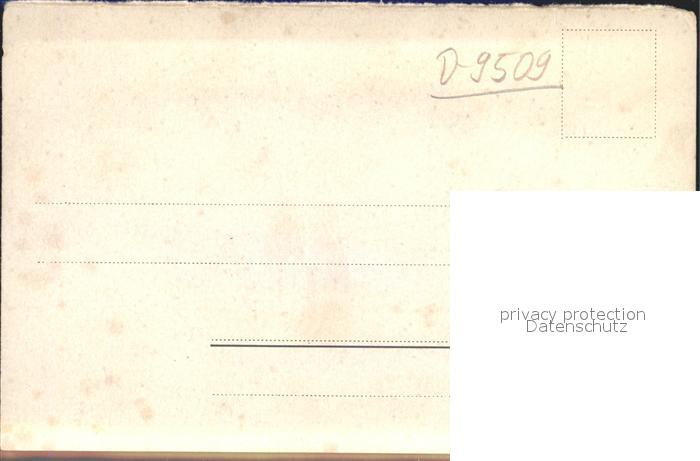 D-9509
privacy protection
Datenschutz